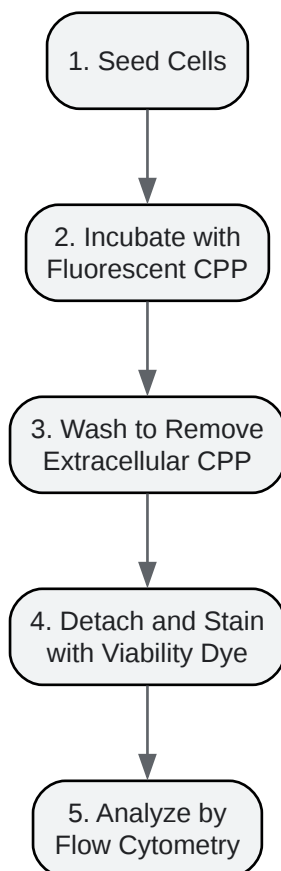 1. Seed Cells
2. Incubate with
Fluorescent CPP
3. Wash to Remove
Extracellular CPP
4. Detach and Stain
with Viability Dye
5. Analyze by
Flow Cytometry